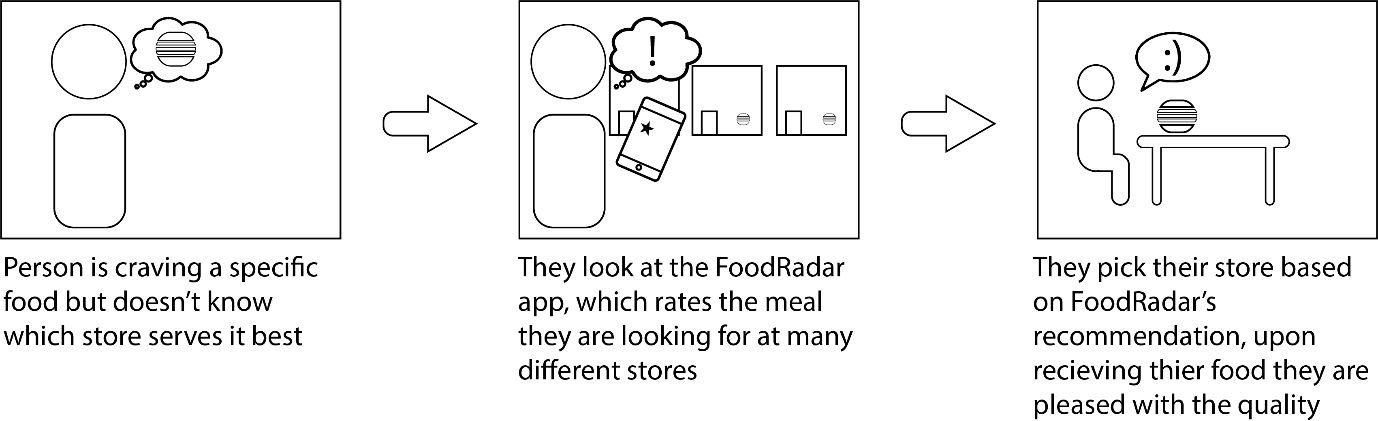 Person is craving a specific
food but doesn't know
which store serves it best
!
They look at the FoodRadar
app, which rates the meal
they are looking for at many
different stores
:)
They pick their store based
on FoodRadar's
recommendation, upon
recieving thier food they are
pleased with the quality